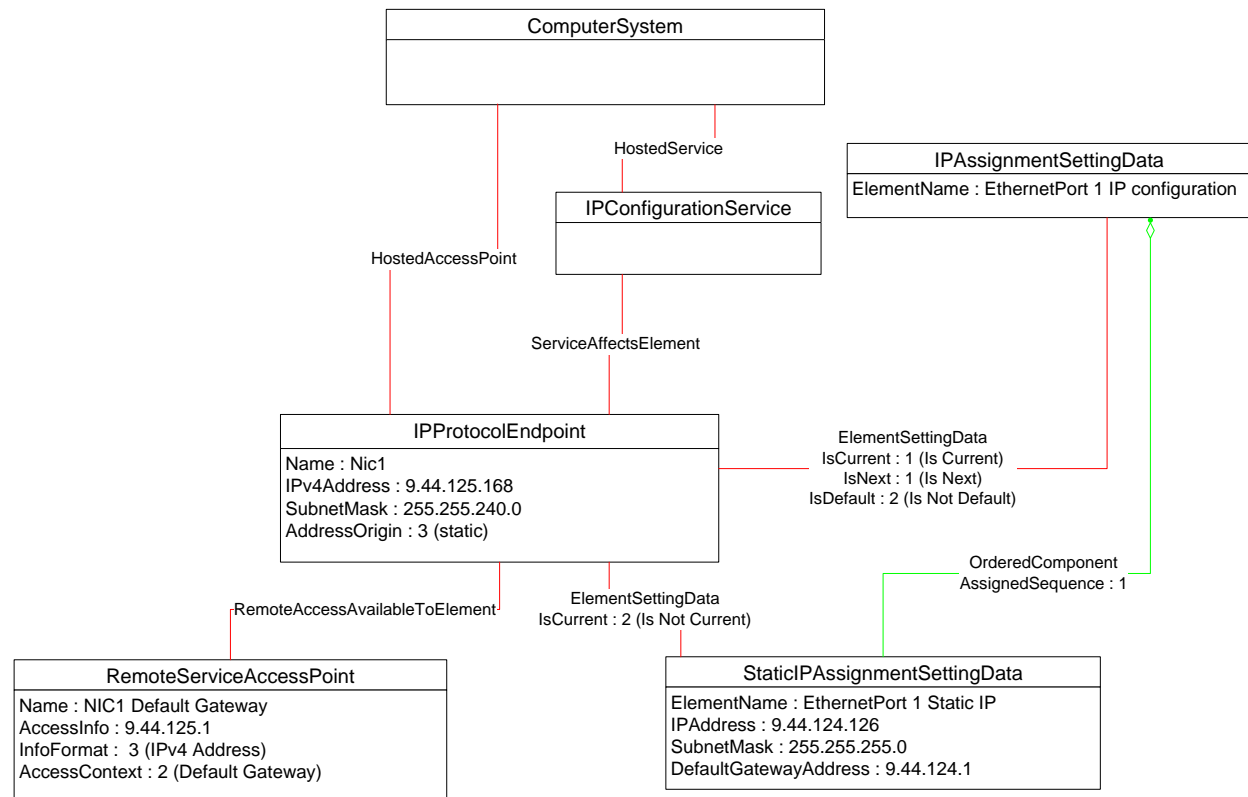 ComputerSystem
HostedService
IPAssignmentSettingData
ElementName : EthernetPort 1 IP configuration
IPConfigurationService
HostedAccessPoint
ServiceAffectsElement
IPProtocolEndpoint
Name : Nic1
IPv4Address : 9.44.125.168
SubnetMask : 255.255.240.0
AddressOrigin : 3 (static)
ElementSettingData
IsCurrent : 1 (Is Current)
IsNext : 1 (Is Next)
IsDefault : 2 (Is Not Default)
OrderedComponent
AssignedSequence : 1
RemoteAccessAvailableToElement
ElementSettingData
IsCurrent : 2 (Is Not Current)
RemoteServiceAccessPoint
Name : NIC1 Default Gateway
AccessInfo : 9.44.125.1
InfoFormat : 3 (IPv4 Address)
AccessContext : 2 (Default Gateway)
StaticIPAssignmentSettingData
ElementName : EthernetPort 1 Static IP
IPAddress : 9.44.124.126
SubnetMask : 255.255.255.0
DefaultGatewayAddress : 9.44.124.1